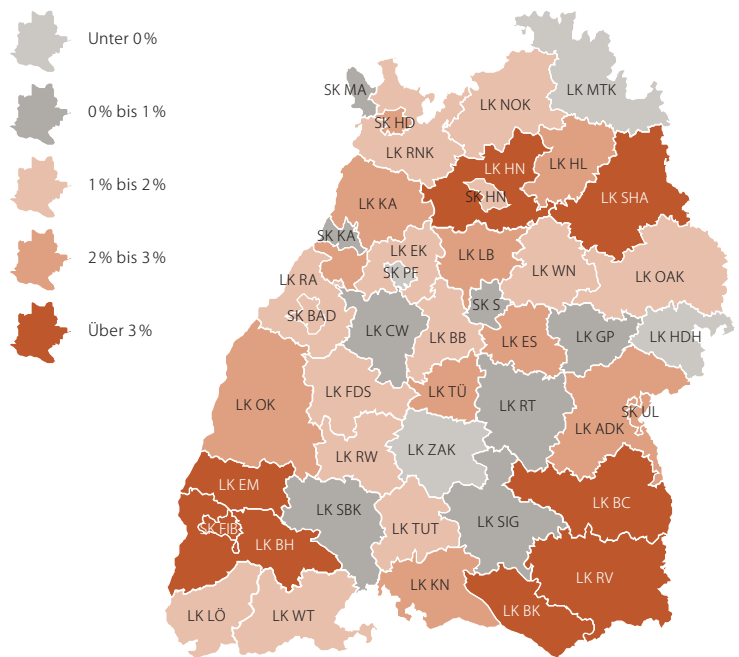 Unter 0 %
0 % bis 1 %
1 % bis 2 %
2 % bis 3 %
Über 3 %
SK MA
LK NOK
LK MTK
SK HD
LK RNK
LK HN
LK HL
SK HN
LK SHA
LK KA
SK KA
LK EK
LK LB
SK PF
LK WN
LK OAK
LK RA
SK S
SK BAD
LK CW
LK BB
LK ES
LK GP
LK HDH
LK OK
LK FDS
LK TÜ
LK RT
SK UL
LK ADK
LK RW
LK ZAK
LK EM
LK SBK
LK BC
LK SIG
SK FIB
LK TUT
LK BH
LK KN
LK RV
LK BK
LK LÖ
LK WT